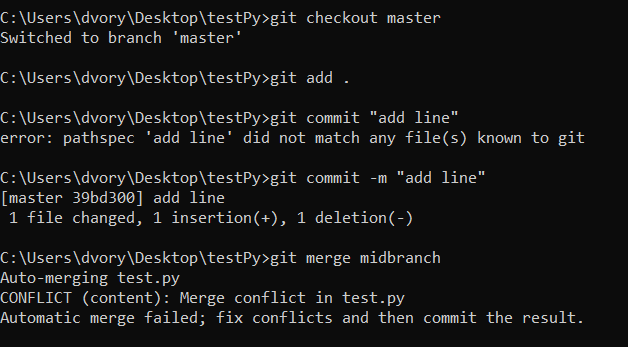 C:\Users\dvory\Desktop\testPy>git checkout master
Switched to branch 'master'
C:\Users\dvory\Desktop\testPy>git add .
C:\Users\dvory\Desktop\testPy>git commit "add line"
error: pathspec 'add line' did not match any file(s) known to git
C:\Users\dvory\Desktop\testPy>git commit -m "add line"
[master 39bd300] add line
 1 file changed, 1 insertion(+), 1 deletion(-)
C:\Users\dvory\Desktop\testPy>git merge midbranch
Auto-merging test.py
CONFLICT (content): Merge conflict in test.py
Automatic merge failed; fix conflicts and then commit the result.